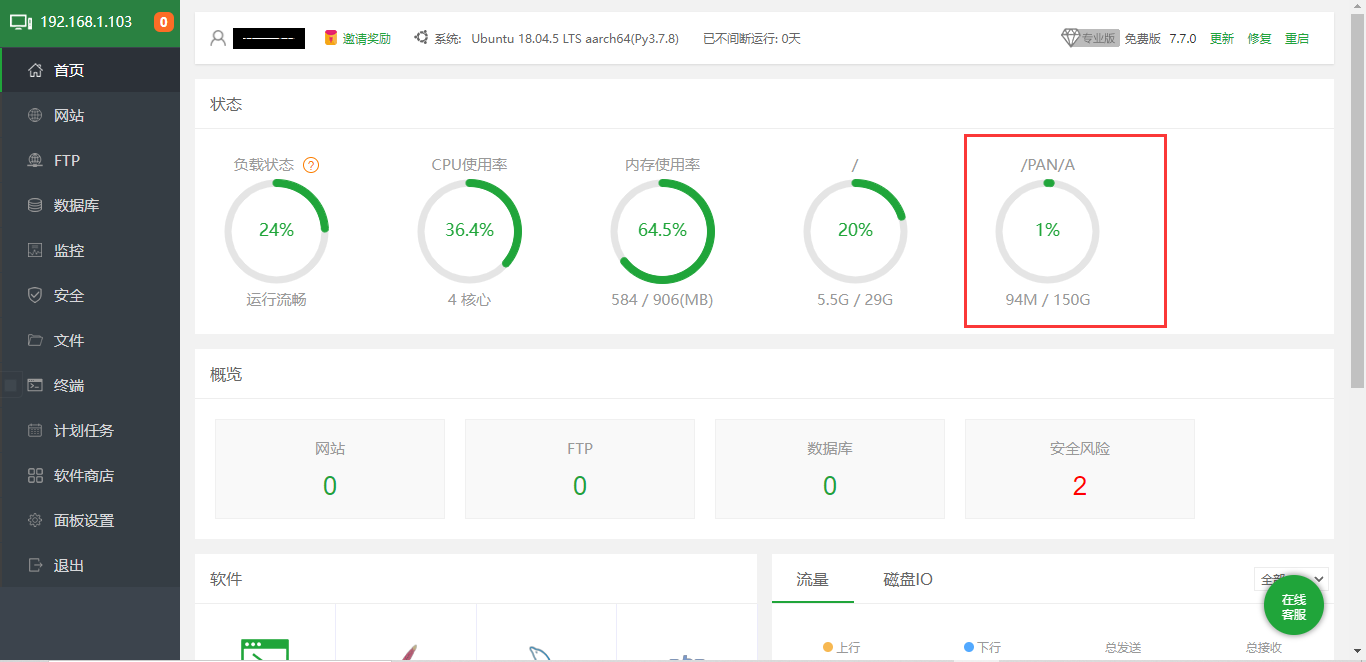 192.168.1.103 0
首页
网站
FTP
数据库
监控
安全
文件
终端
计划任务
软件商店
面板设置
退出
邀请奖励 系统: Ubuntu 18.04.5 LTS aarch64(Py3.7.8) 已不间断运行: 0天 专业版 免费版 7.7.0 更新 修复 重启
状态
负载状态 ? CPU使用率 内存使用率 / /PAN/A
24% 36.4% 64.5% 20% 1%
运行流畅 4 核心 584 / 906(MB) 5.5G / 29G 94M / 150G
概览
网站 FTP 数据库 安全风险
0 0 0 2
软件
流量 磁盘IO
在线
客服
上行 下行 总发送 总接收